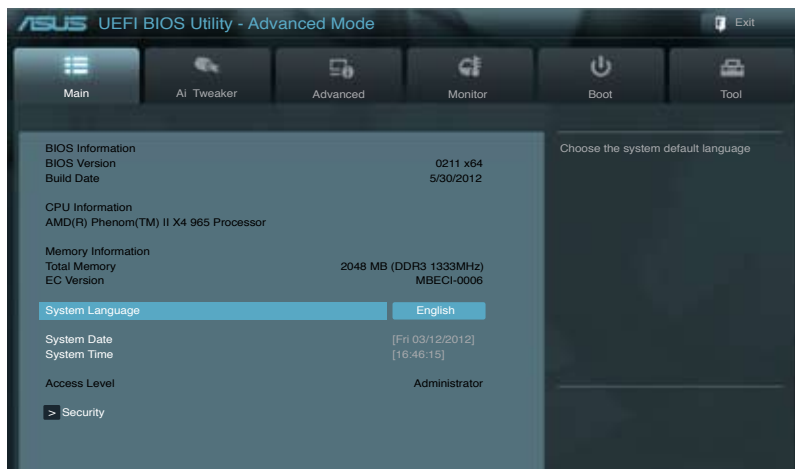 ASUS UEFI BIOS Utility - Advanced Mode
Exit
Main
Ai Tweaker
Advanced
Monitor
Boot
Tool
BIOS Information
BIOS Version 0211 x64
Build Date 5/30/2012
CPU Information
AMD(R) Phenom(TM) II X4 965 Processor
Memory Information
Total Memory 2048 MB (DDR3 1333MHz)
EC Version MBECI-0006
System Language English
System Date [Fri 03/12/2012]
System Time [16:46:15]
Access Level Administrator
> Security
Choose the system default language